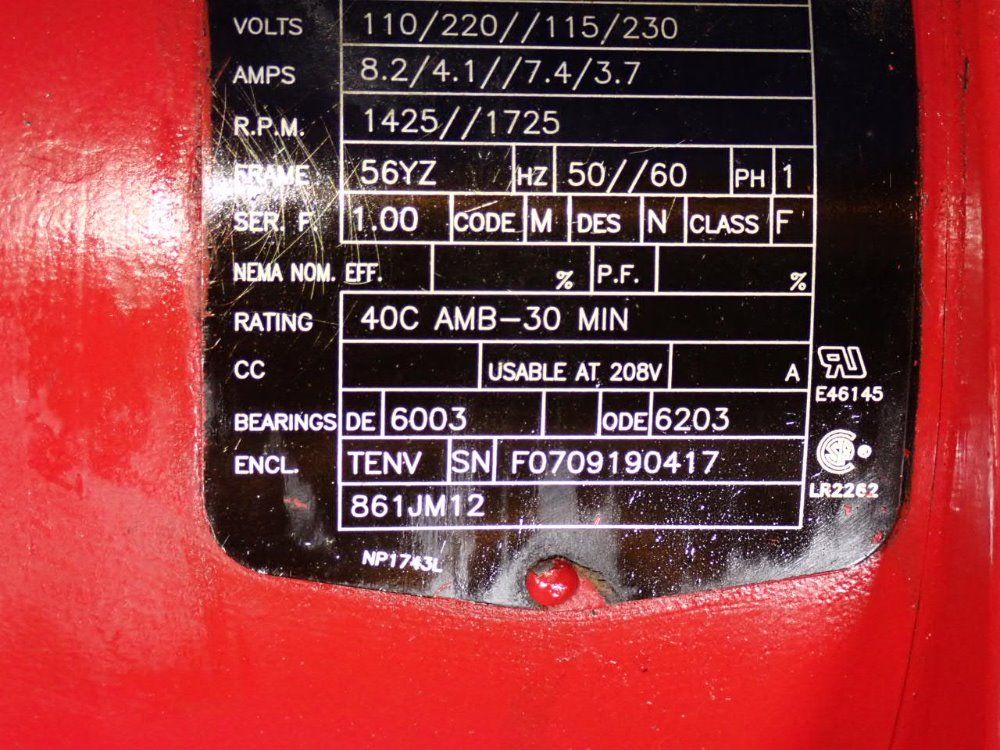 VOLTS 110/220//115/230
AMPS 8.2/4.1//7.4/3.7
R.P.M. 1425//1725
FRAME 56YZ HZ 50//60 PH 1
SER. F. 1.00 CODE M DES N CLASS F
NEMA NOM. EFF. % P.F. %
RATING 40C AMB-30 MIN
CC USABLE AT 208V A
E46145
BEARINGS DE 6003 ODE 6203
ENCL. TENV SN F0709190417
LR2262
861JM12
NP1743L